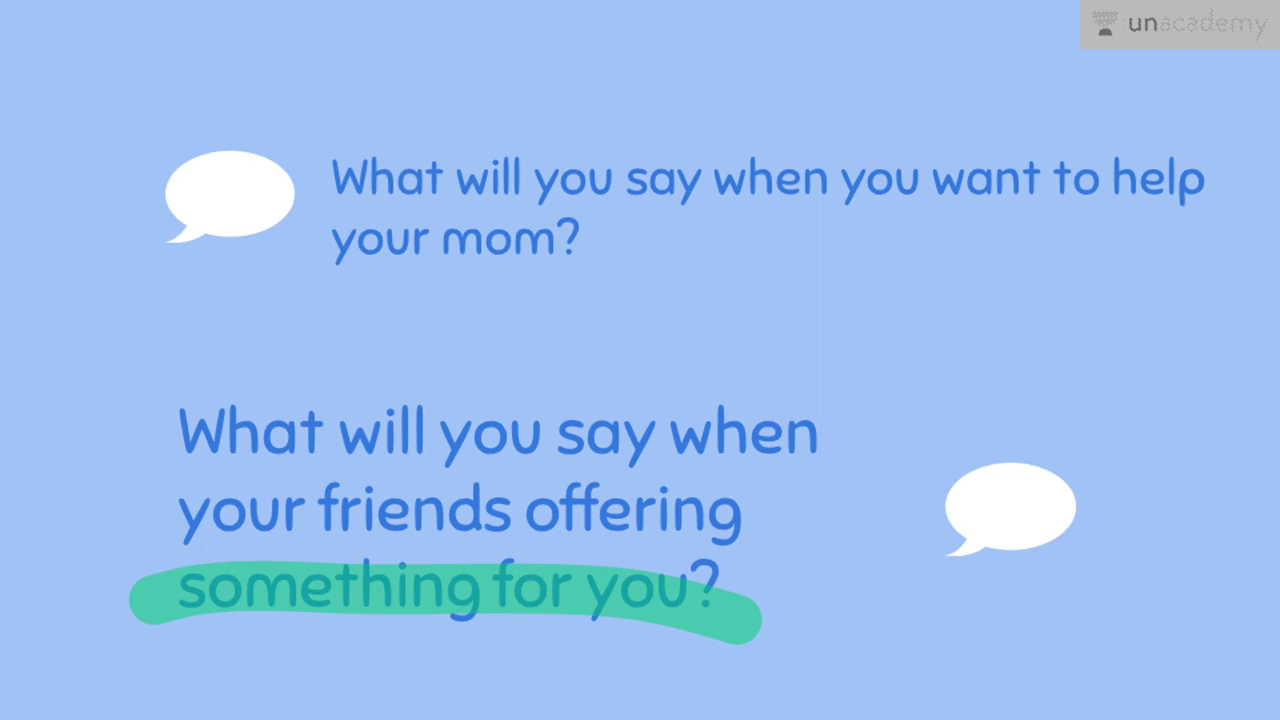 unacademy
What will you say when you want to help
your mom?
What will you say when
your friends offering
something for you?